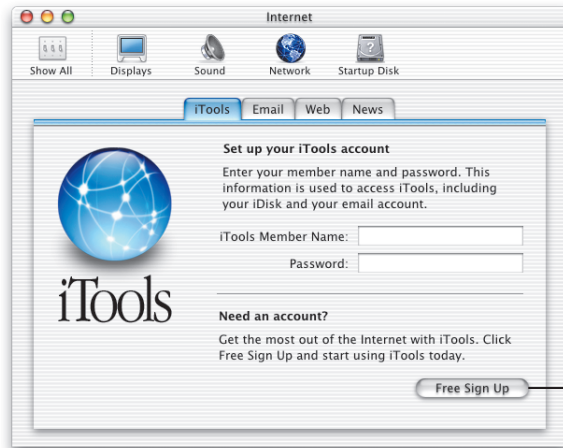 Internet
Show All Displays Sound Network Startup Disk
iTools Email Web News
Set up your iTools account
Enter your member name and password. This
information is used to access iTools, including
your iDisk and your email account.
iTools Member Name:
Password:
iTools
Need an account?
Get the most out of the Internet with iTools. Click
Free Sign Up and start using iTools today.
Free Sign Up